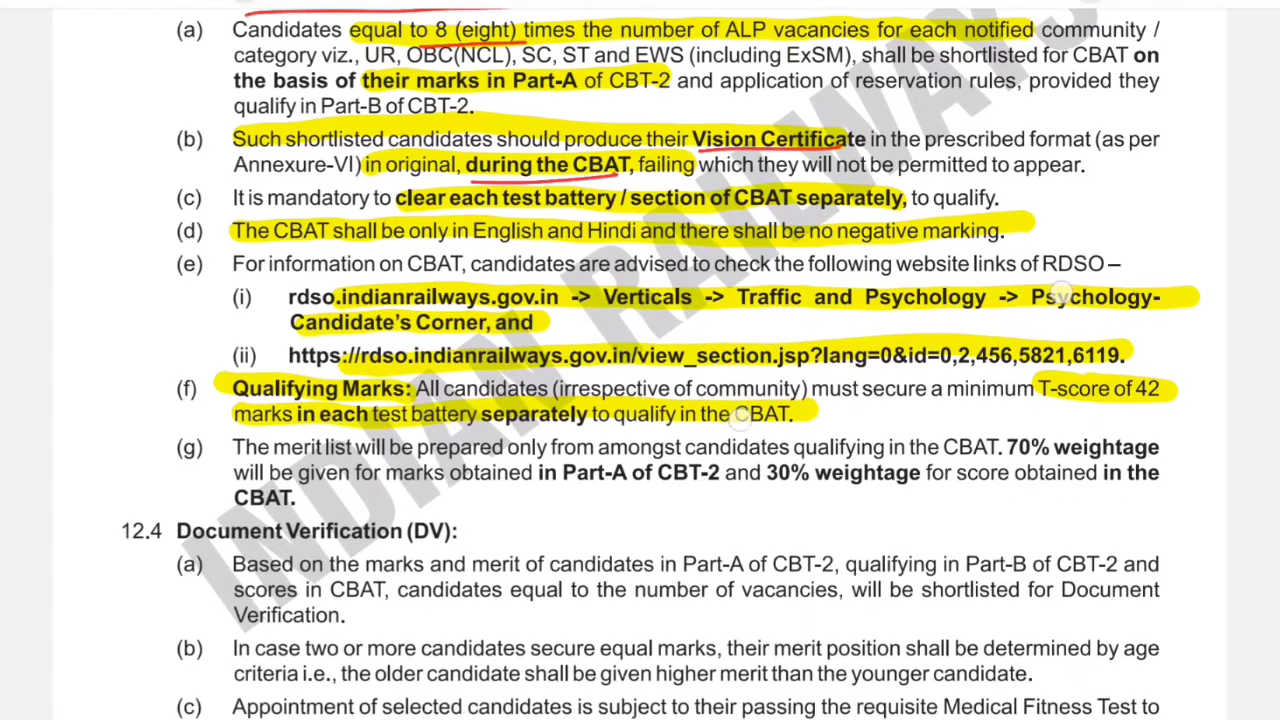 (a) Candidates equal to 8 (eight) times the number of ALP vacancies for each notified community /
category viz., UR, OBC(NCL), SC, ST and EWS (including ExSM), shall be shortlisted for CBAT on
the basis of their marks in Part-A of CBT-2 and application of reservation rules, provided they
qualify in Part-B of CBT-2.
(b) Such shortlisted candidates should produce their Vision Certificate in the prescribed format (as per
Annexure-VI) in original, during the CBAT, failing which they will not be permitted to appear.
(c) It is mandatory to clear each test battery / section of CBAT separately, to qualify.
(d) The CBAT shall be only in English and Hindi and there shall be no negative marking.
(e) For information on CBAT, candidates are advised to check the following website links of RDSO –
(i) rdso.indianrailways.gov.in -> Verticals -> Traffic and Psychology -> Psychology-
Candidate's Corner, and
(ii) https://rdso.indianrailways.gov.in/view_section.jsp?lang=0&id=0,2,456,5821,6119.
(f) Qualifying Marks: All candidates (irrespective of community) must secure a minimum T-score of 42
marks in each test battery separately to qualify in the CBAT.
(g) The merit list will be prepared only from amongst candidates qualifying in the CBAT. 70% weightage
will be given for marks obtained in Part-A of CBT-2 and 30% weightage for score obtained in the
CBAT.
12.4 Document Verification (DV):
(a) Based on the marks and merit of candidates in Part-A of CBT-2, qualifying in Part-B of CBT-2 and
scores in CBAT, candidates equal to the number of vacancies, will be shortlisted for Document
Verification.
(b) In case two or more candidates secure equal marks, their merit position shall be determined by age
criteria i.e., the older candidate shall be given higher merit than the younger candidate.
(c) Appointment of selected candidates is subject to their passing the requisite Medical Fitness Test to
INDIAN RAILWAYS